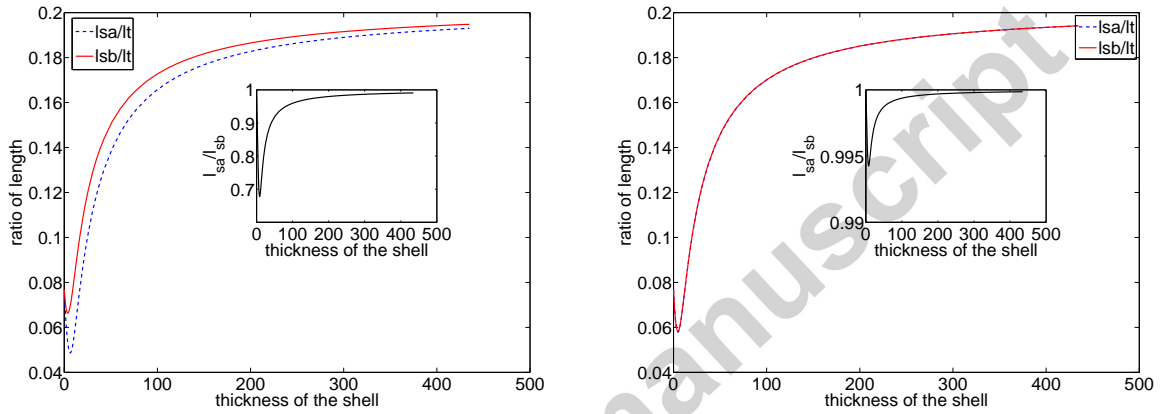 0.2
0.18
0.16
0.14
0.12
0.1
0.08
0.06
0.04
ratio of length
lsa/lt
lsb/lt
1
0.9
0.8
0.7
l_sa/l_sb
0 100 200 300 400 500
thickness of the shell
0 100 200 300 400 500
thickness of the shell
0.2
0.18
0.16
0.14
0.12
0.1
0.08
0.06
0.04
ratio of length
lsa/lt
lsb/lt
1
0.995
0.99
l_sa/l_sb
0 100 200 300 400 500
thickness of the shell
0 100 200 300 400 500
thickness of the shell
manuscript